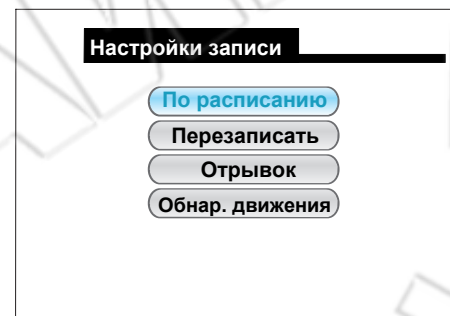 Настройки записи
По расписанию
Перезаписать
Отрывок
Обнар. движения